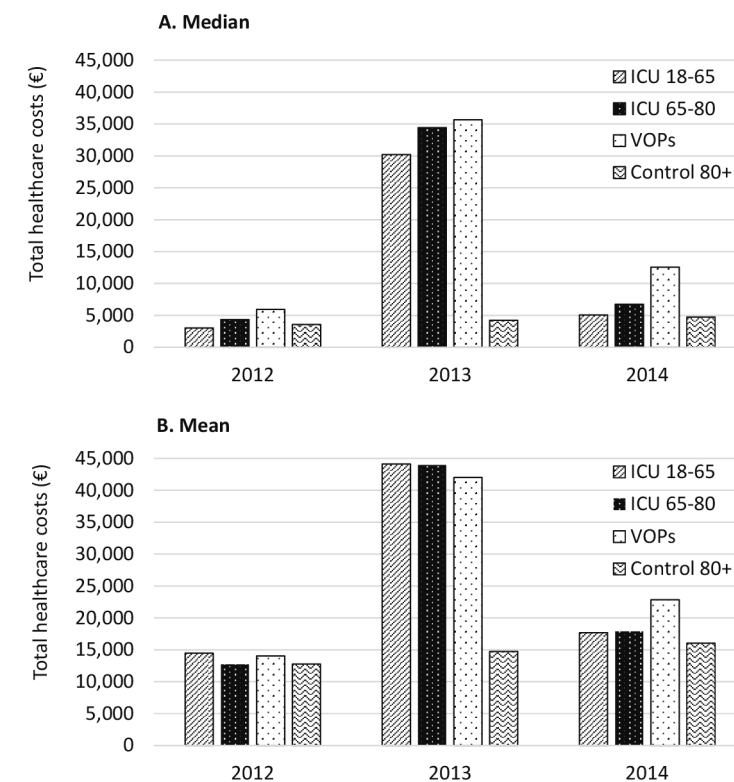 A. Median
Total healthcare costs (€)
45,000
40,000
35,000
30,000
25,000
20,000
15,000
10,000
5,000
0
ICU 18-65
ICU 65-80
VOPs
Control 80+
2012 2013 2014
B. Mean
Total healthcare costs (€)
45,000
40,000
35,000
30,000
25,000
20,000
15,000
10,000
5,000
0
ICU 18-65
ICU 65-80
VOPs
Control 80+
2012 2013 2014